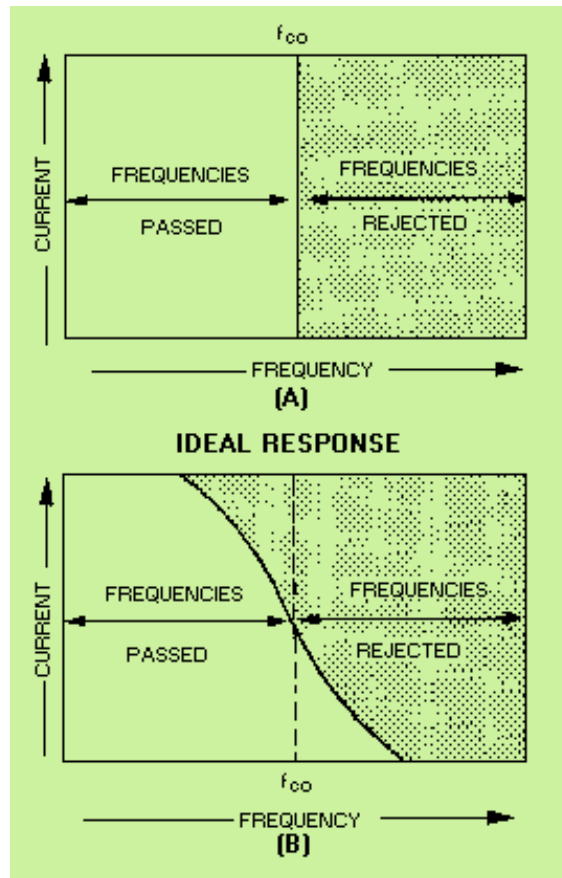 fco
FREQUENCIES
PASSED
FREQUENCIES
REJECTED
CURRENT
FREQUENCY
(A)
IDEAL RESPONSE
FREQUENCIES
PASSED
FREQUENCIES
REJECTED
CURRENT
fco
FREQUENCY
(B)